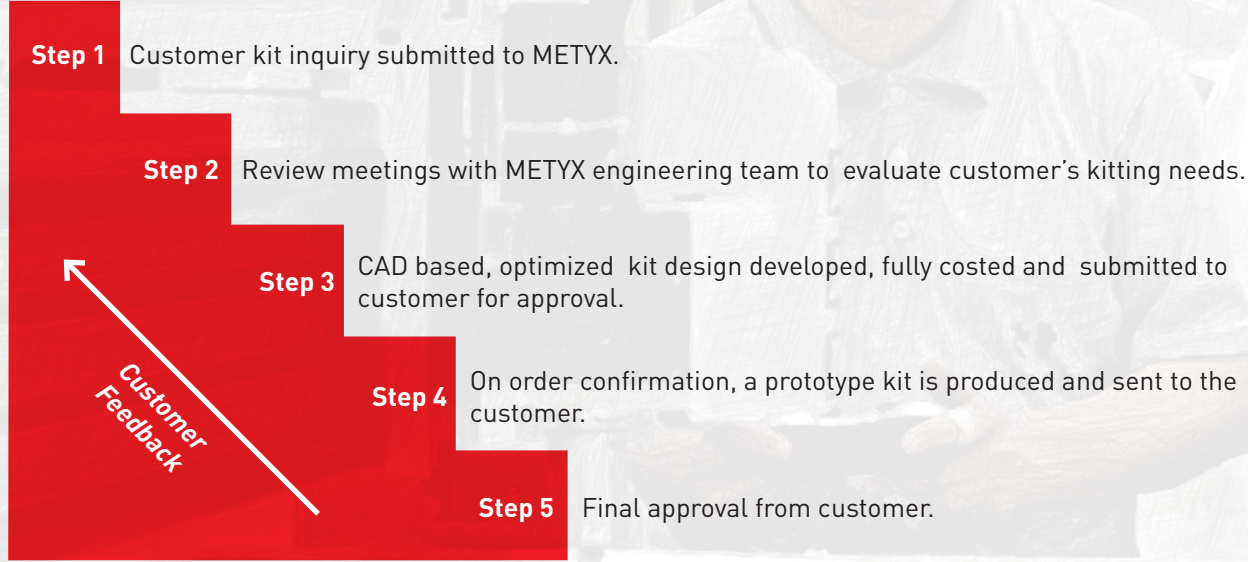 Step 1 Customer kit inquiry submitted to METYX.
Step 2 Review meetings with METYX engineering team to evaluate customer's kitting needs.
Step 3 CAD based, optimized kit design developed, fully costed and submitted to
customer for approval.
Step 4 On order confirmation, a prototype kit is produced and sent to the
customer.
Customer
Feedback
Step 5 Final approval from customer.